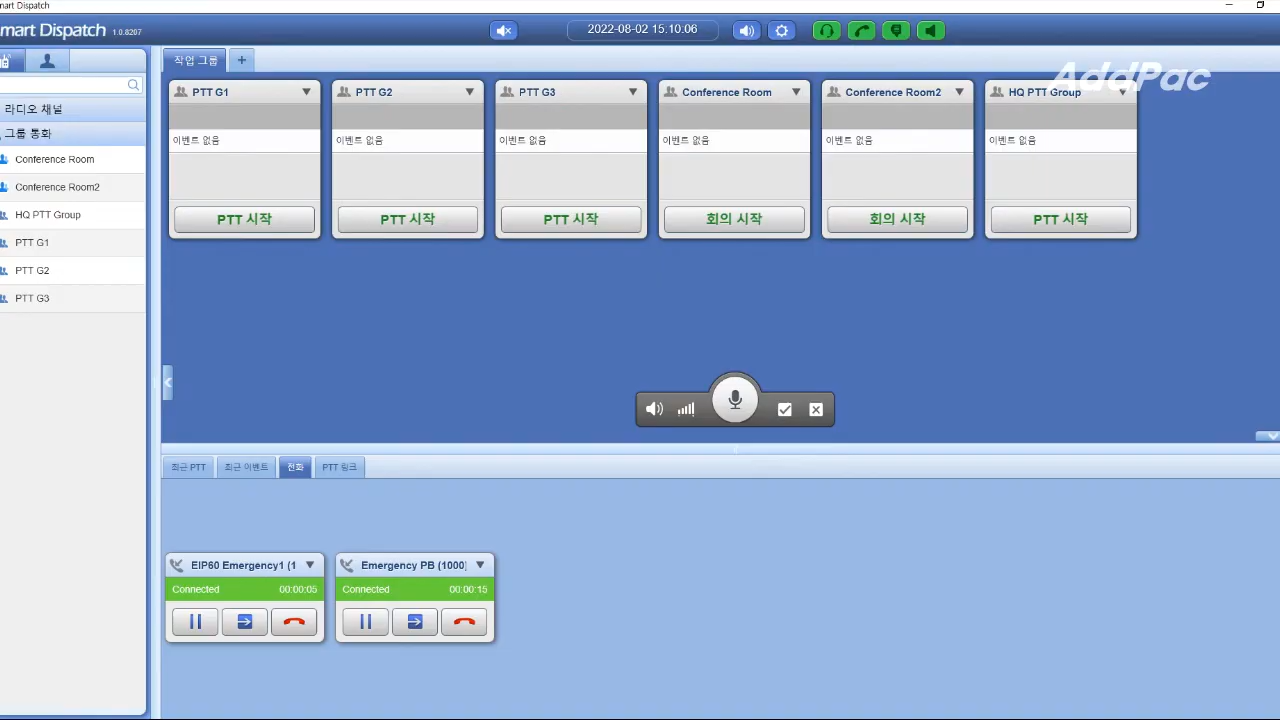 mart Dispatch
mart Dispatch 1.0.8207
2022-08-02 15:10:06
작업 그룹 +
AddPac
라디오 채널
그룹 통화
Conference Room
Conference Room2
HQ PTT Group
PTT G1
PTT G2
PTT G3
PTT G1
이벤트 없음
PTT 시작
PTT G2
이벤트 없음
PTT 시작
PTT G3
이벤트 없음
PTT 시작
Conference Room
이벤트 없음
회의 시작
Conference Room2
이벤트 없음
회의 시작
HQ PTT Group
이벤트 없음
PTT 시작
최근 PTT 최근 이벤트 전화 PTT 링크
EIP60 Emergency1 (1
Connected 00:00:05
Emergency PB (1000)
Connected 00:00:15